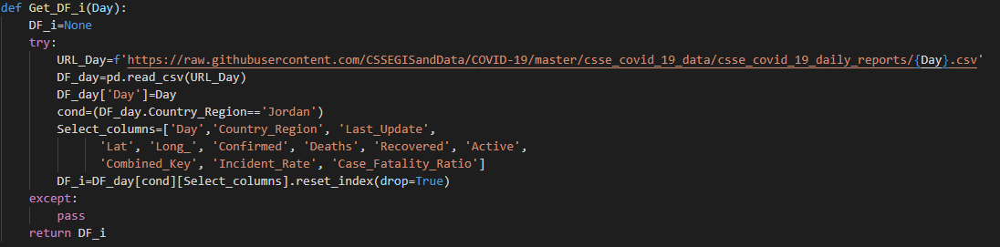 def Get_DF_i(Day):
    DF_i=None
    try:
        URL_Day=f'https://raw.githubusercontent.com/CSSEGISandData/COVID-19/master/csse_covid_19_data/csse_covid_19_daily_reports/{Day}.csv'
        DF_day=pd.read_csv(URL_Day)
        DF_day['Day']=Day
        cond=(DF_day.Country_Region=='Jordan')
        Select_columns=['Day','Country_Region', 'Last_Update',
              'Lat', 'Long_', 'Confirmed', 'Deaths', 'Recovered', 'Active',
              'Combined_Key', 'Incident_Rate', 'Case_Fatality_Ratio']
        DF_i=DF_day[cond][Select_columns].reset_index(drop=True)
    except:
        pass
    return DF_i